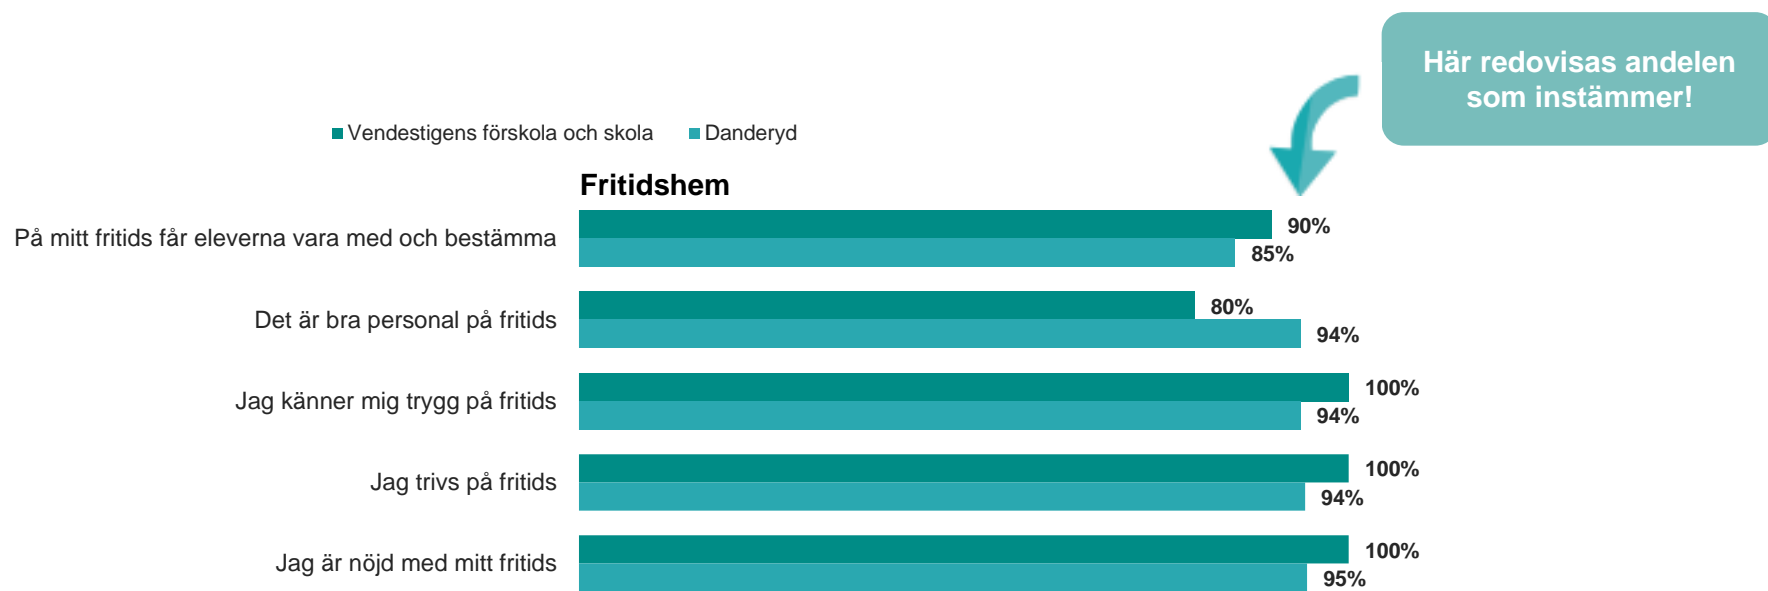 Här redovisas andelen
som instämmer!
Vendestigens förskola och skola
Danderyd
Fritidshem
På mitt fritids får eleverna vara med och bestämma
90%
85%
Det är bra personal på fritids
80%
94%
Jag känner mig trygg på fritids
100%
94%
Jag trivs på fritids
100%
94%
Jag är nöjd med mitt fritids
100%
95%